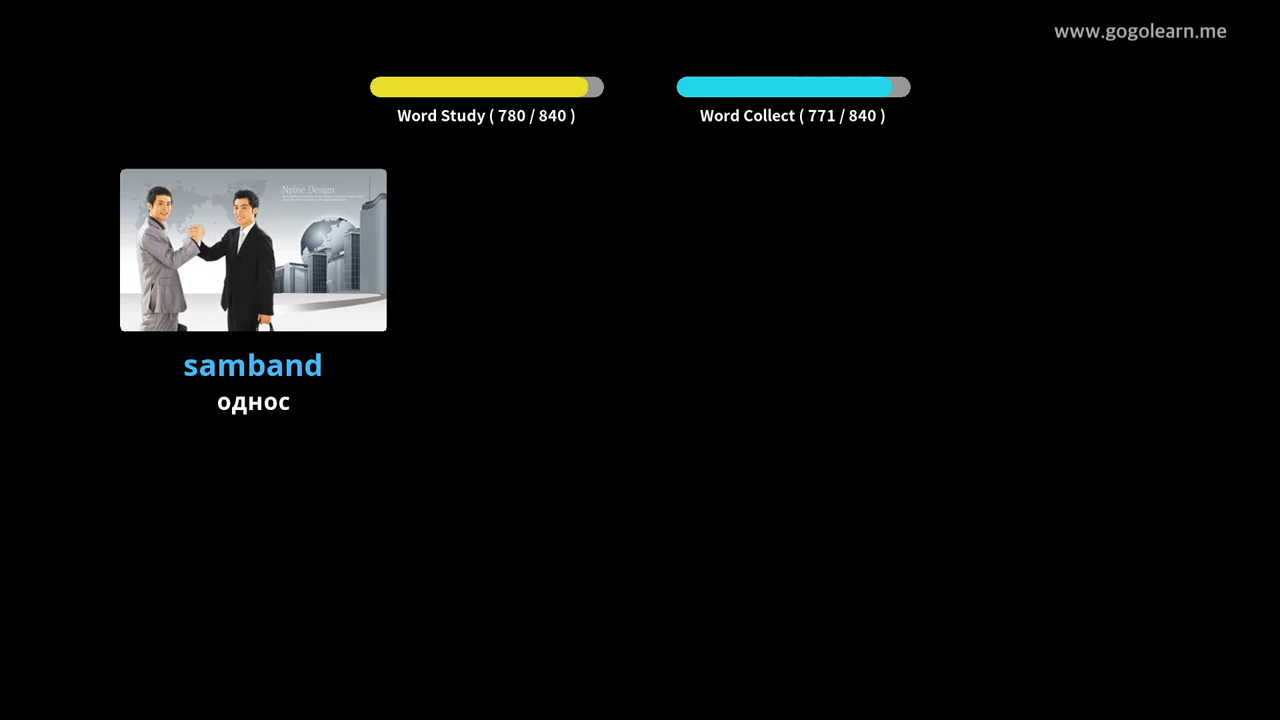 www.gogolearn.me
Word Study ( 780 / 840 )
Word Collect ( 771 / 840 )
Npine Design
samband
однос